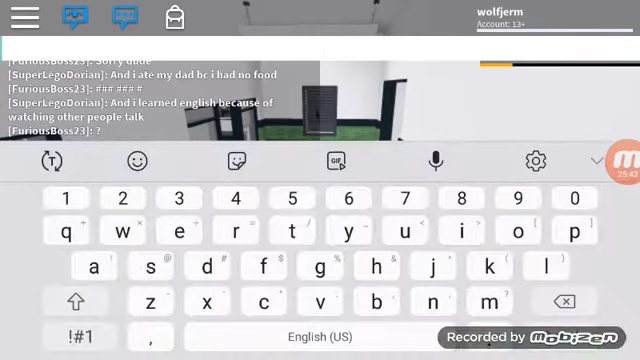 wolfjerm
Account: 13+
[FuriousBoss23]: Sorry dude
[SuperLegoDorian]: And i ate my dad bc i had no food
[FuriousBoss23]: ### ### #
[SuperLegoDorian]: And i learned english because of
watching other people talk
[FuriousBoss23]: ?
T GIF
25:43
1 2 3 4 5 6 7 8 9 0
q w e r t y u i o p
a s d f g h j k l
z x c v b n m
!#1 , English (US)
Recorded by mobizen